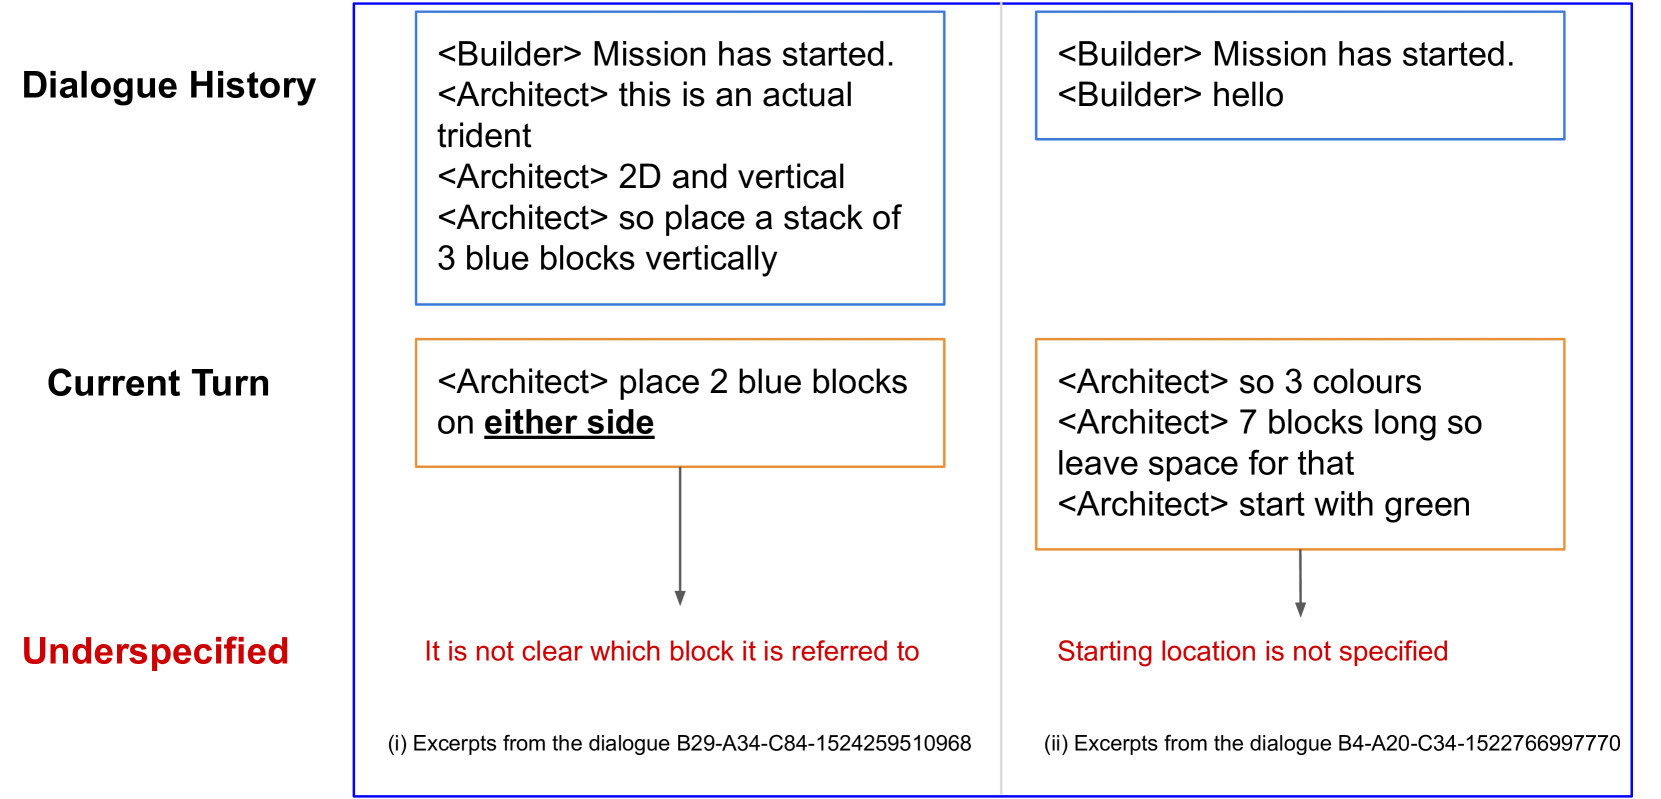 Dialogue History
<Builder> Mission has started.
<Architect> this is an actual
trident
<Architect> 2D and vertical
<Architect> so place a stack of
3 blue blocks vertically
<Builder> Mission has started.
<Builder> hello
Current Turn
<Architect> place 2 blue blocks
on either side
<Architect> so 3 colours
<Architect> 7 blocks long so
leave space for that
<Architect> start with green
Underspecified
It is not clear which block it is referred to
Starting location is not specified
(i) Excerpts from the dialogue B29-A34-C84-1524259510968
(ii) Excerpts from the dialogue B4-A20-C34-1522766997770